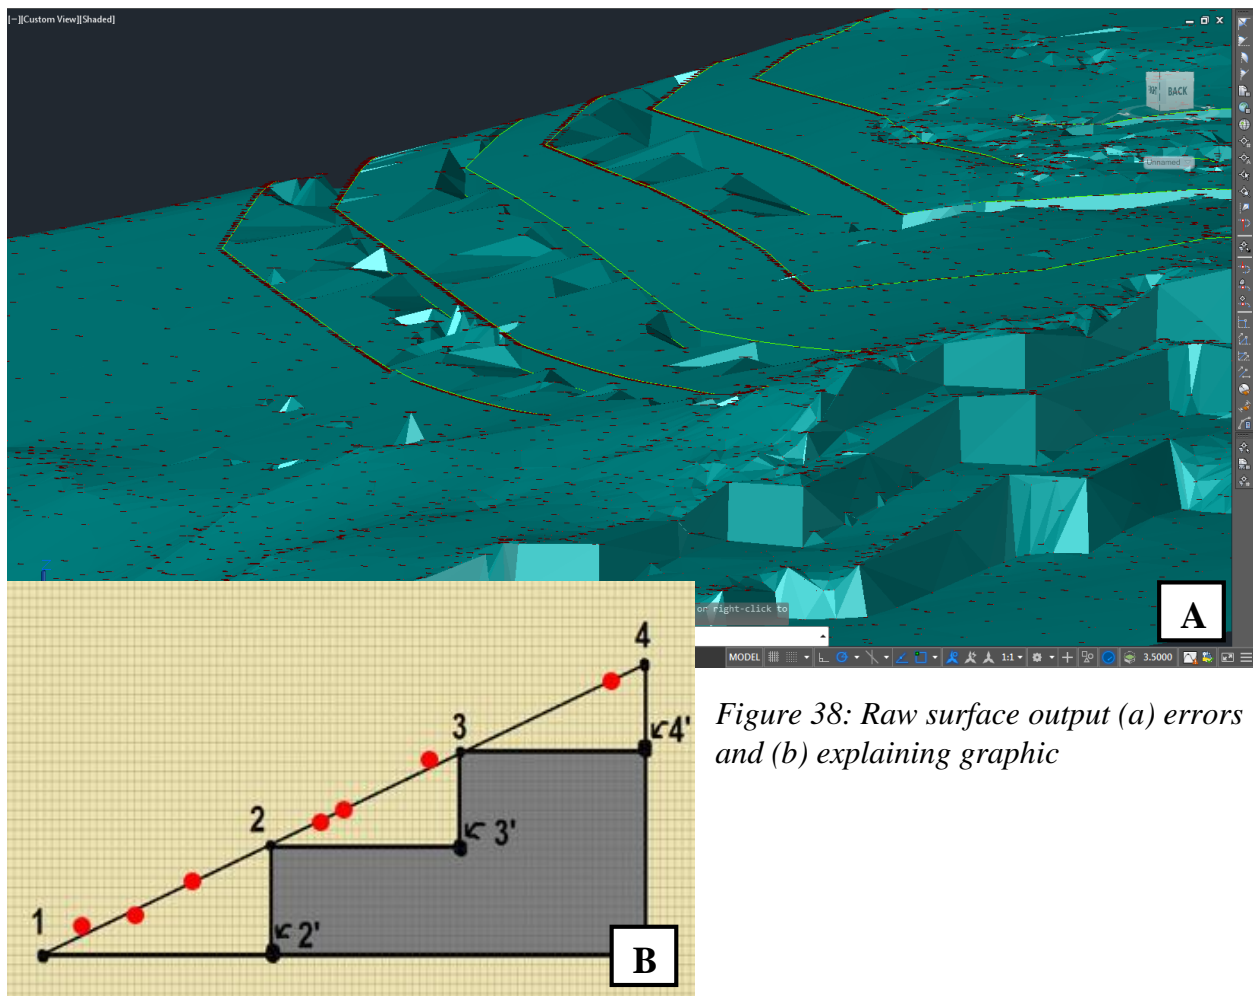 [−][Custom View][Shaded]
BACK
Unnamed
or right-click to
A
MODEL
1:1
3.5000
4
3
4'
2
3'
1
2'
B
Figure 38: Raw surface output (a) errors
and (b) explaining graphic